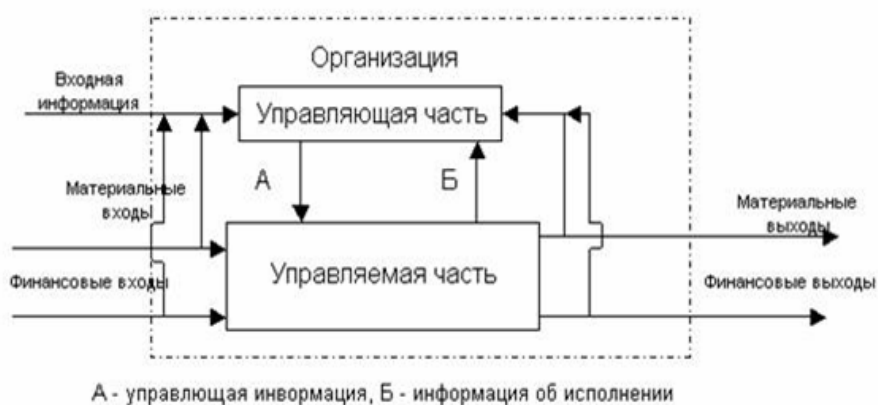 Организация
Входная
информация
Управляющая часть
А
Б
Материальные
входы
Материальные
выходы
Управляемая часть
Финансовые входы
Финансовые выходы
А - управлющая инвормация, Б - информация об исполнении